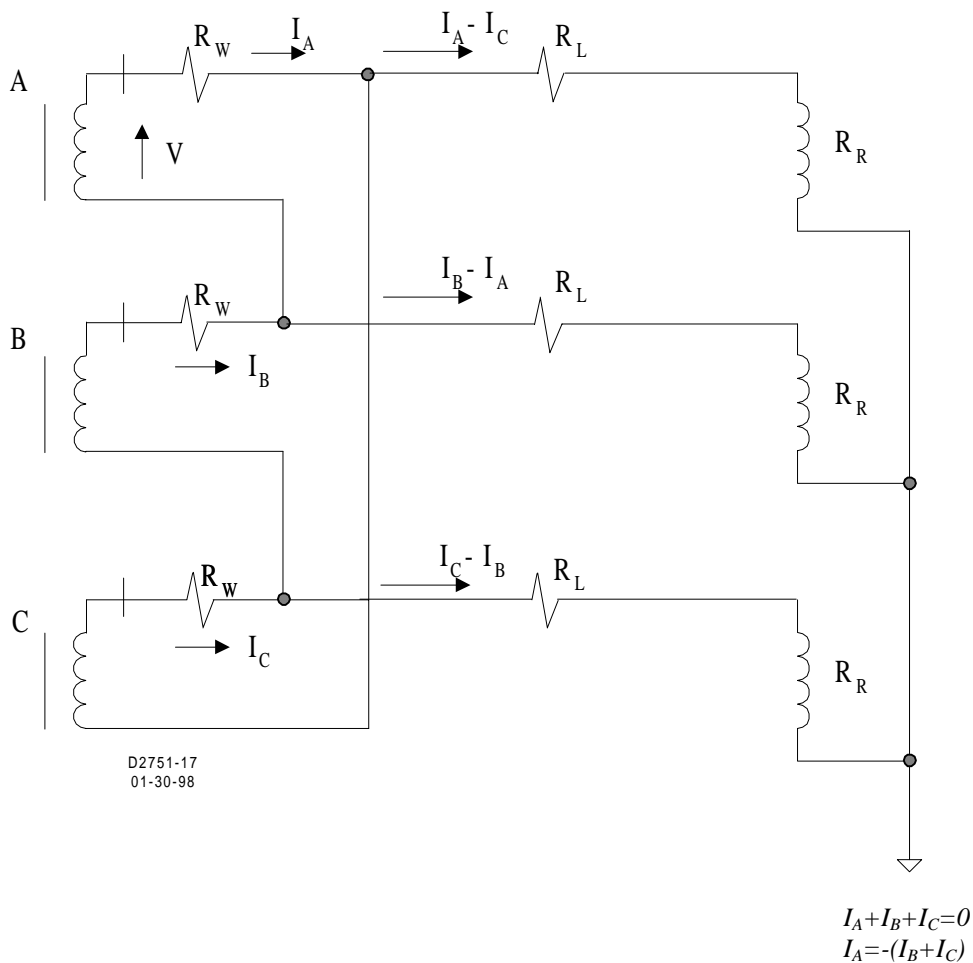 R_W I_A I_A - I_C R_L
A
V
R_R
I_B - I_A
R_W R_L
B
I_B
R_R
I_C - I_B
R_W R_L
C
I_C
R_R
D2751-17
01-30-98
I_A+I_B+I_C=0
I_A=-(I_B+I_C)